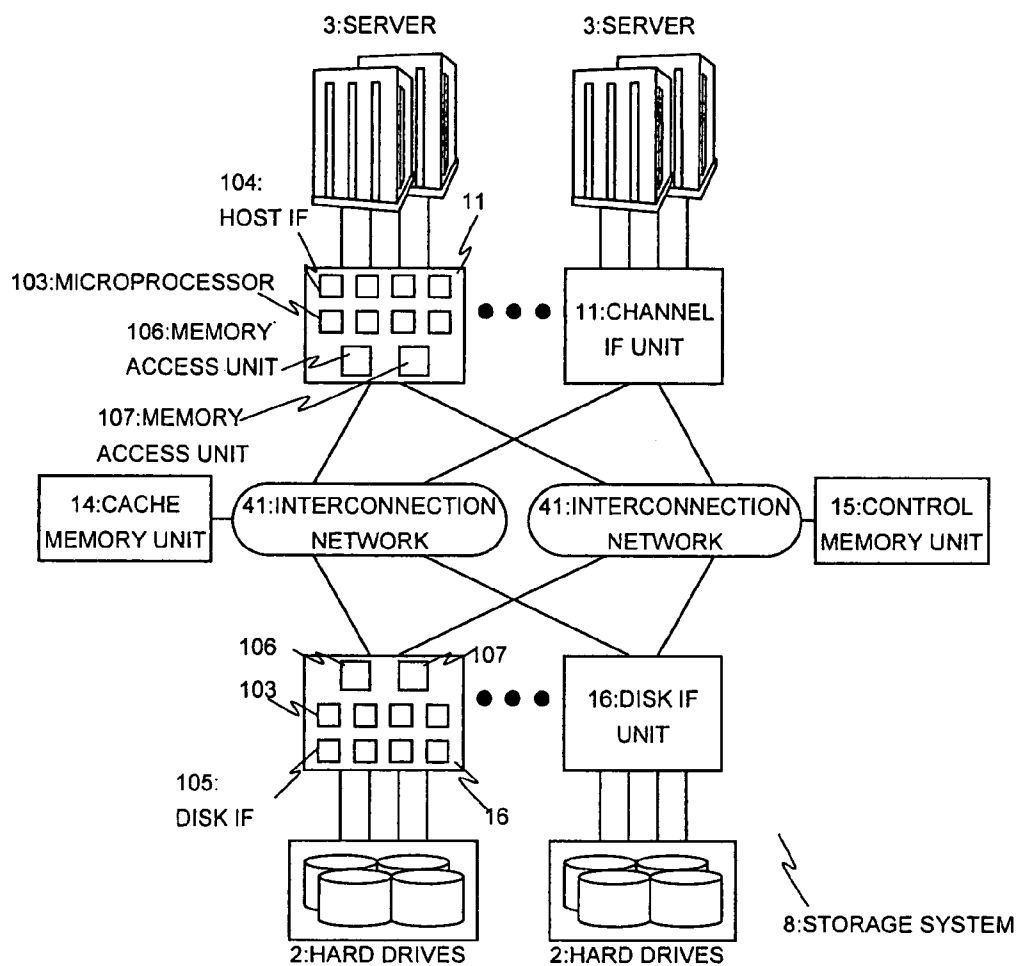 3:SERVER
3:SERVER
104:
HOST IF
11
103:MICROPROCESSOR
106:MEMORY
ACCESS UNIT
11:CHANNEL
IF UNIT
107:MEMORY
ACCESS UNIT
14:CACHE
MEMORY UNIT
41:INTERCONNECTION
NETWORK
41:INTERCONNECTION
NETWORK
15:CONTROL
MEMORY UNIT
106
107
103
16:DISK IF
UNIT
105:
DISK IF
16
2:HARD DRIVES
2:HARD DRIVES
8:STORAGE SYSTEM